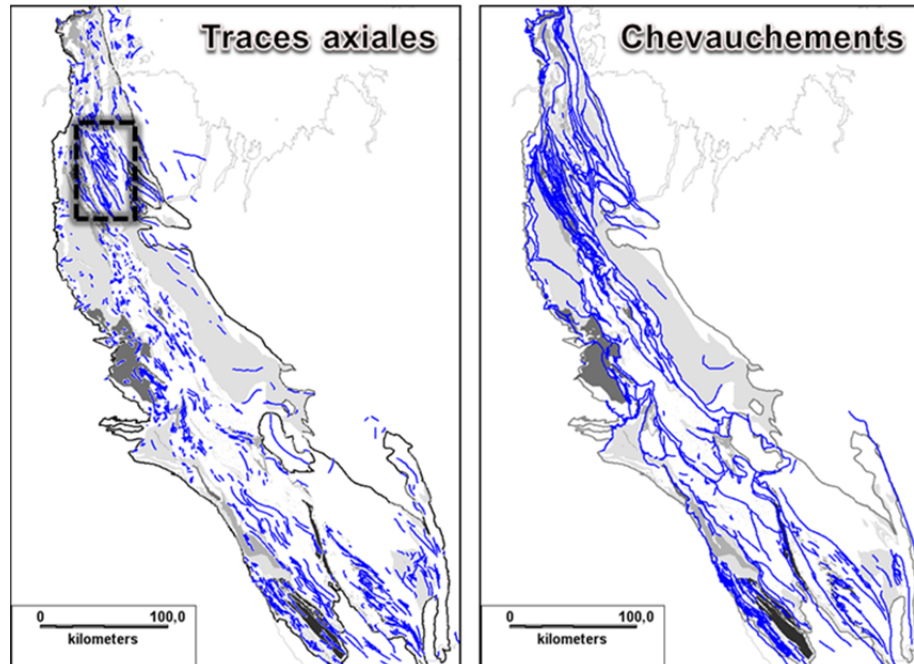 Traces axiales
Chevauchements
0 100,0
kilometers
0 100,0
kilometers